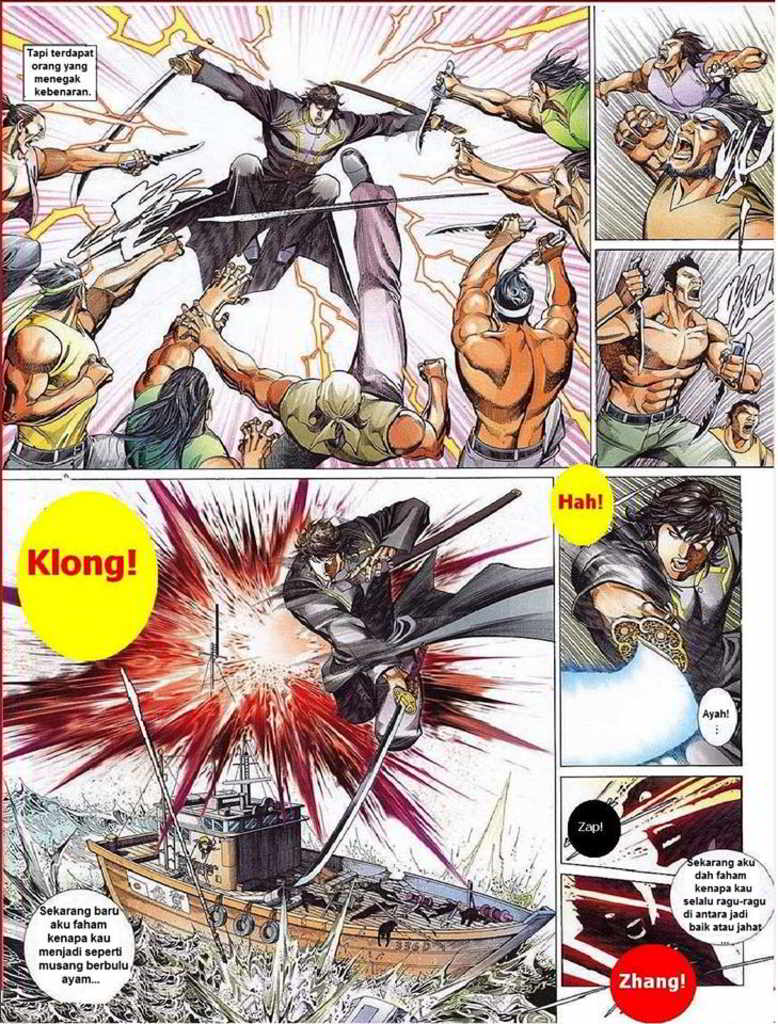 Tapi terdapat
orang yang
menegak
kebenaran.
Klong!
Hah!
Ayah!
:
Zap!
Sekarang aku
dah faham
kenapa kau
selalu ragu-ragu
di antara jadi
baik atau jahat
...
Zhang!
Sekarang baru
aku faham
kenapa kau
menjadi seperti
musang berbulu
ayam...